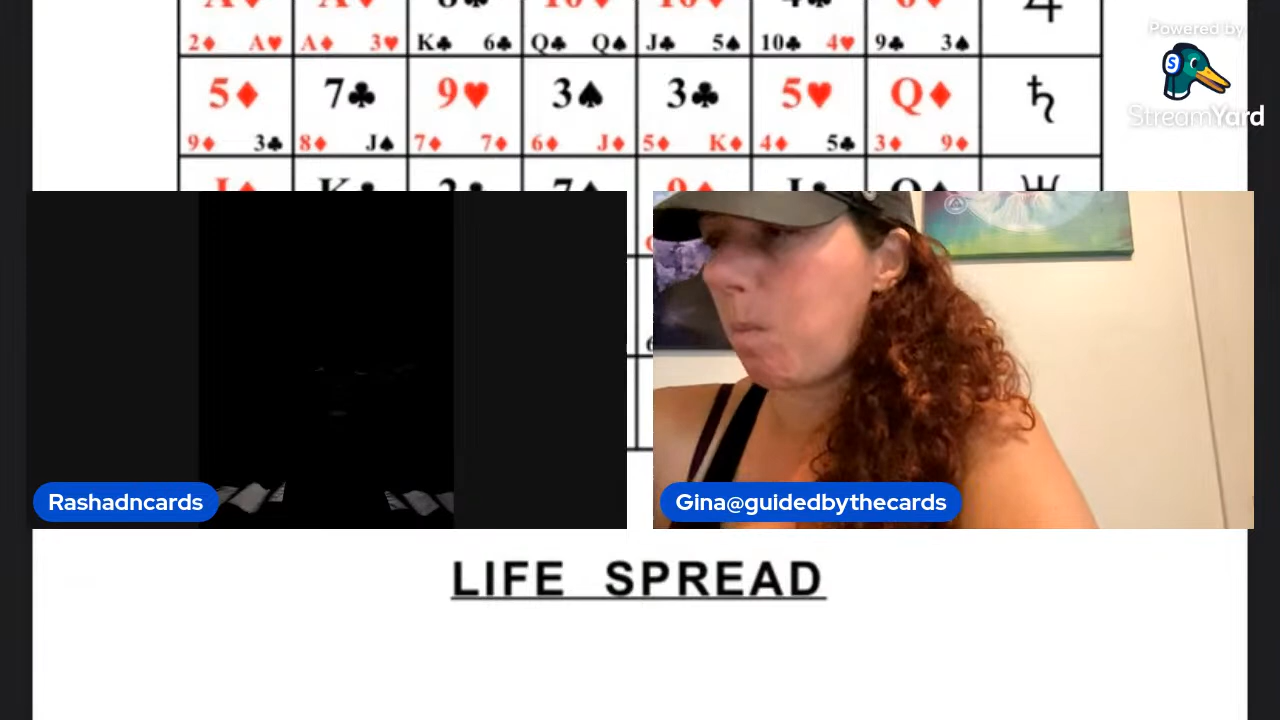 2♦ A♥ A♦ 3♥ K♣ 6♣ Q♣ Q♠ J♣ 5♠ 10♣ 4♥ 9♣ 3♠
5♦ 7♣ 9♥ 3♠ 3♣ 5♥ Q♦ ♄
9♦ 3♣ 8♦ J♠ 7♦ 7♦ 6♦ J♦ 5♦ K♦ 4♦ 5♣ 3♦ 9♦
Powered by
S
StreamYard
Rashadncards
Gina@guidedbythecards
LIFE SPREAD